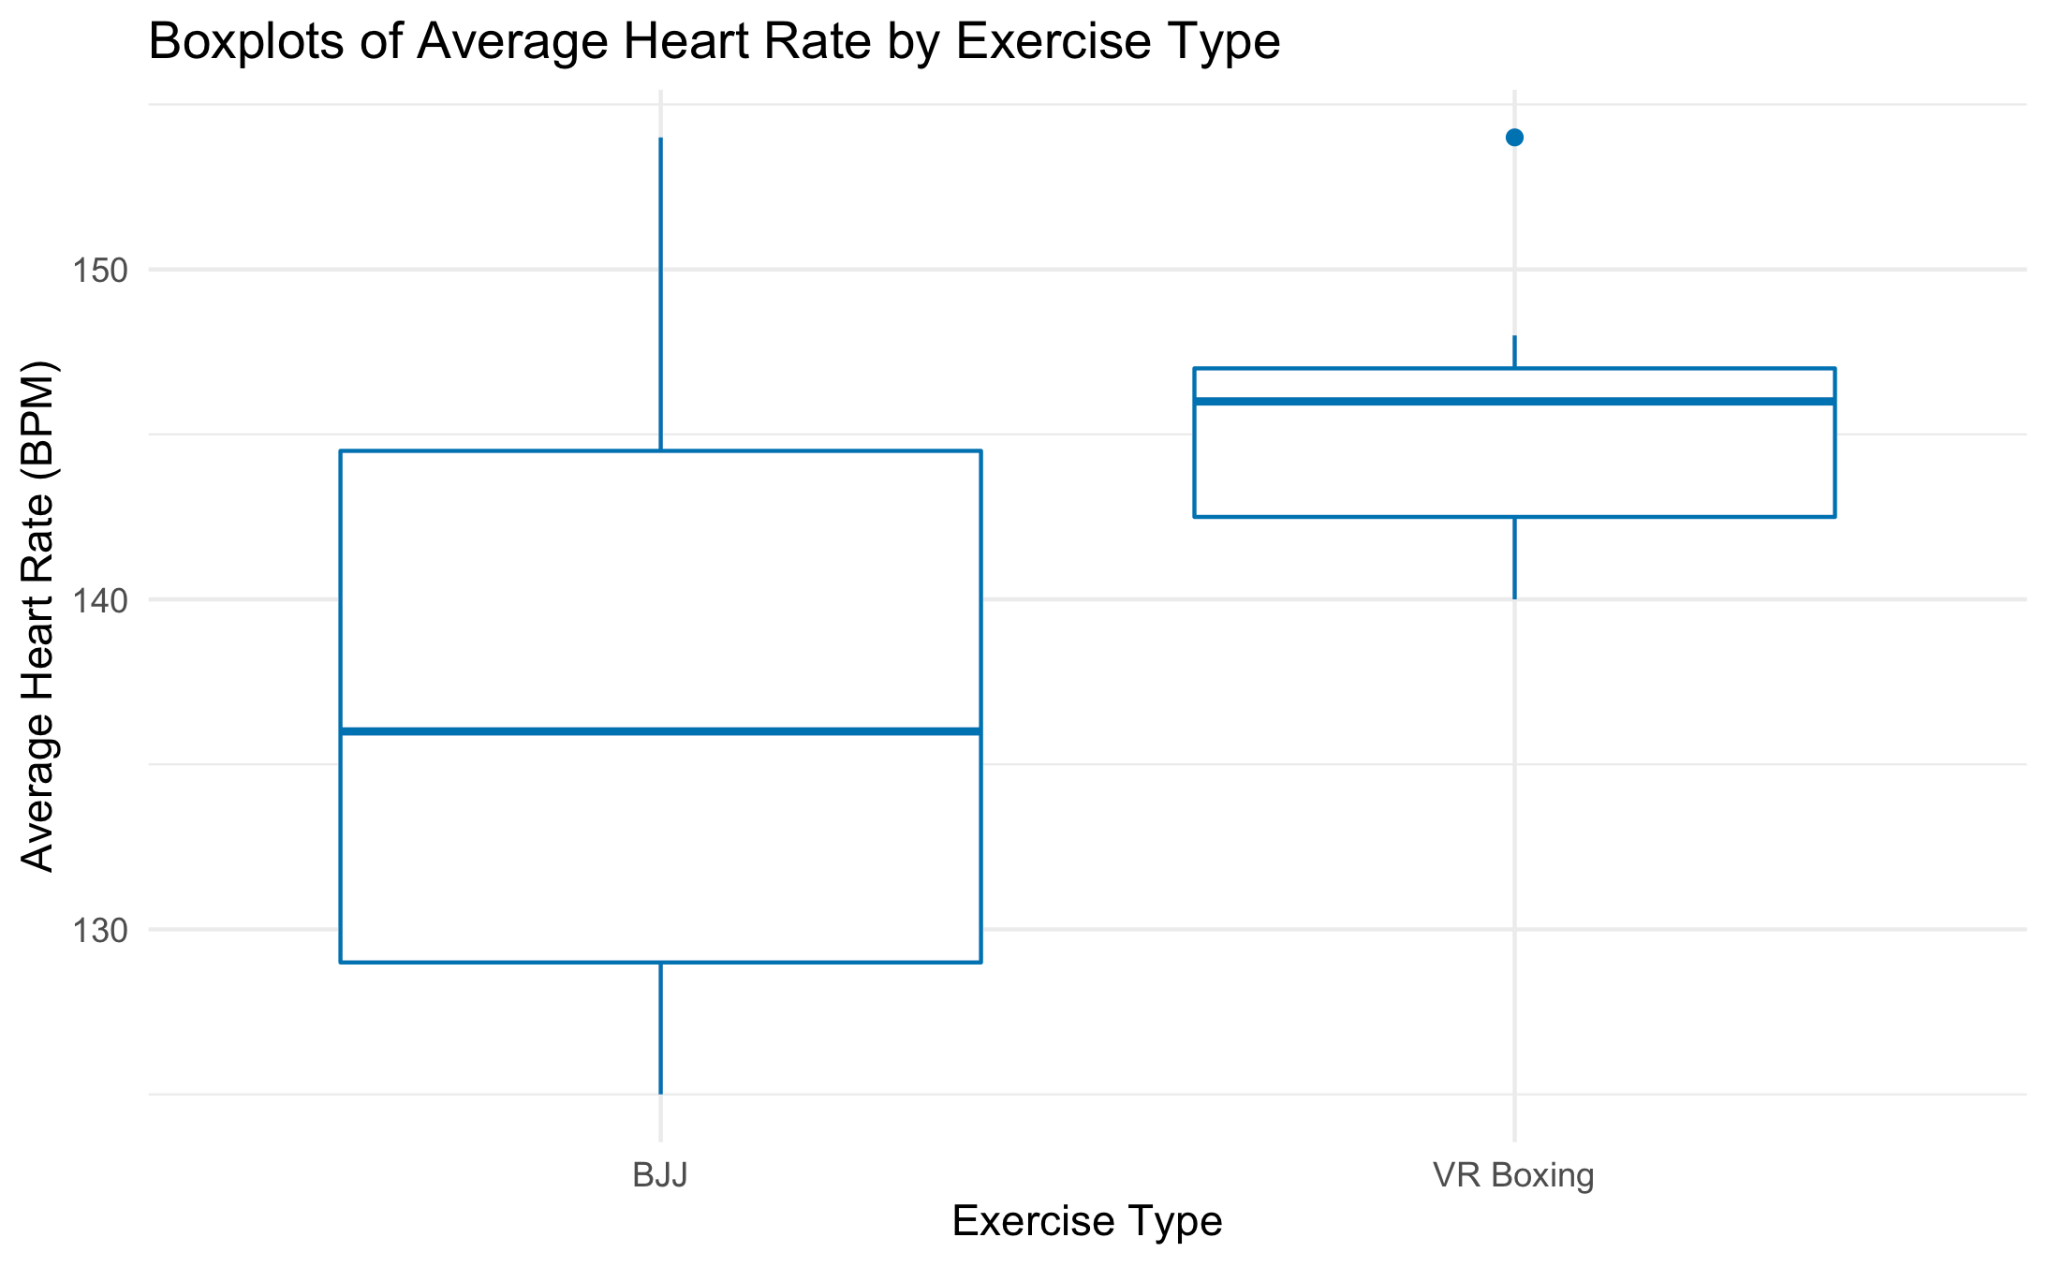 Boxplots of Average Heart Rate by Exercise Type
Average Heart Rate (BPM)
150
140
130
BJJ
VR Boxing
Exercise Type